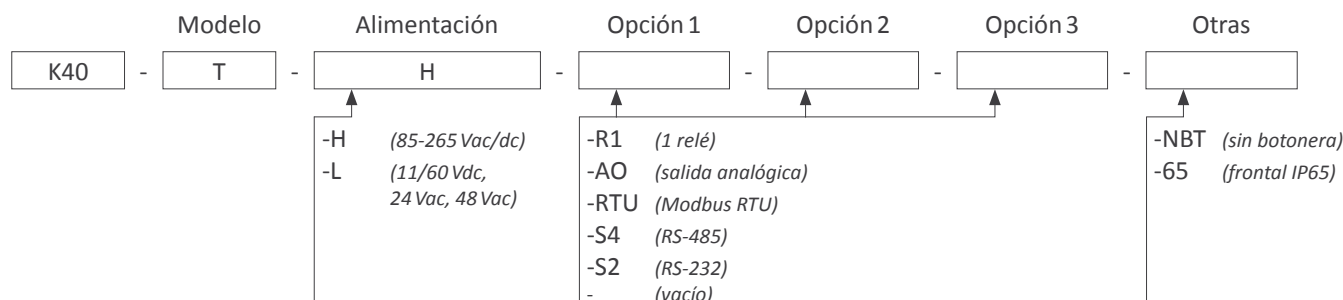 Modelo Alimentación Opción 1 Opción 2 Opción 3 Otras
K40 - T - H - - - -
-H (85-265 Vac/dc)
-L (11/60 Vdc,
24 Vac, 48 Vac)
-R1 (1 relé)
-AO (salida analógica)
-RTU (Modbus RTU)
-S4 (RS-485)
-S2 (RS-232)
- (vacío)
-NBT (sin botonera)
-65 (frontal IP65)